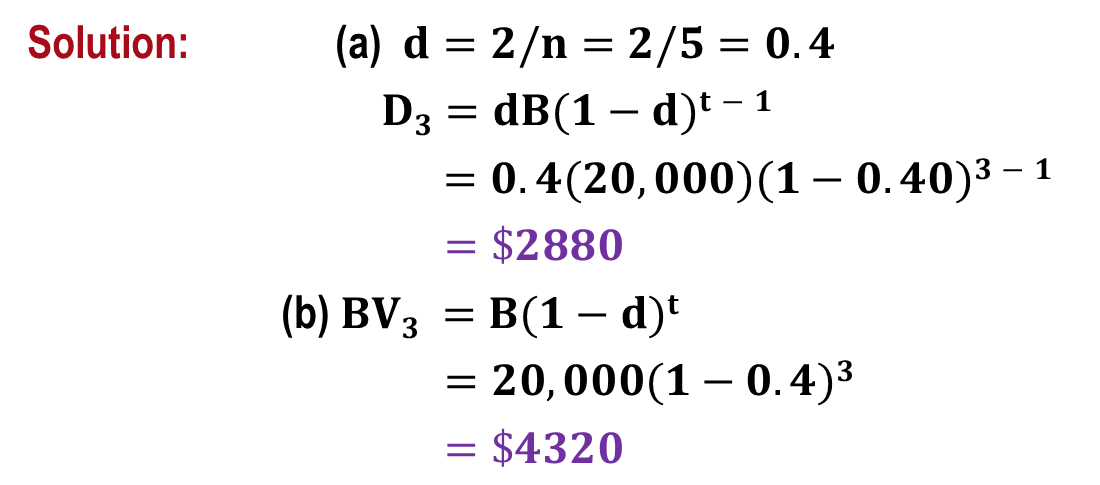 Solution: (a) d = 2/n = 2/5 = 0.4
D₃ = dB(1 − d)ᵗ ⁻ ¹
= 0.4(20,000)(1 − 0.40)³ ⁻ ¹
= $2880
(b) BV₃ = B(1 − d)ᵗ
= 20,000(1 − 0.4)³
= $4320